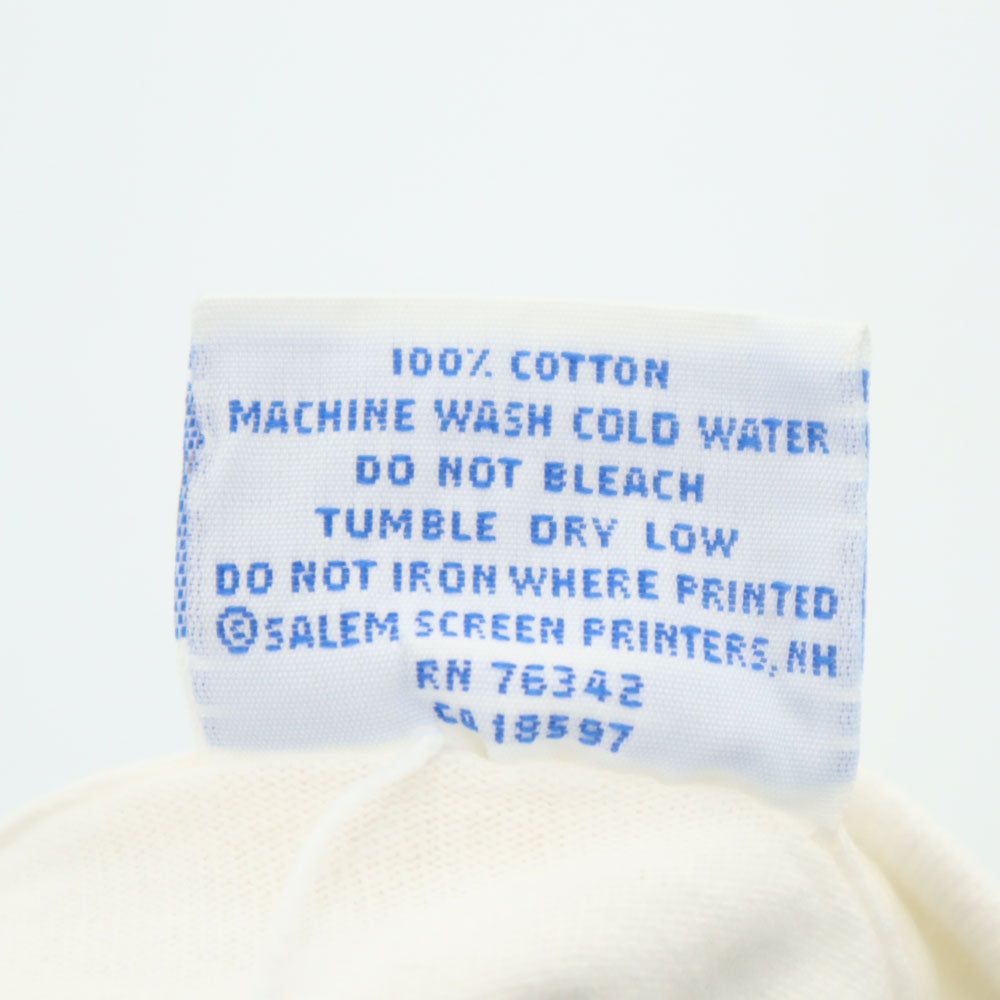 100% COTTON
MACHINE WASH COLD WATER
DO NOT BLEACH
TUMBLE DRY LOW
DO NOT IRON WHERE PRINTED
©SALEM SCREEN PRINTERS, NH
RN 76342
CA 18597